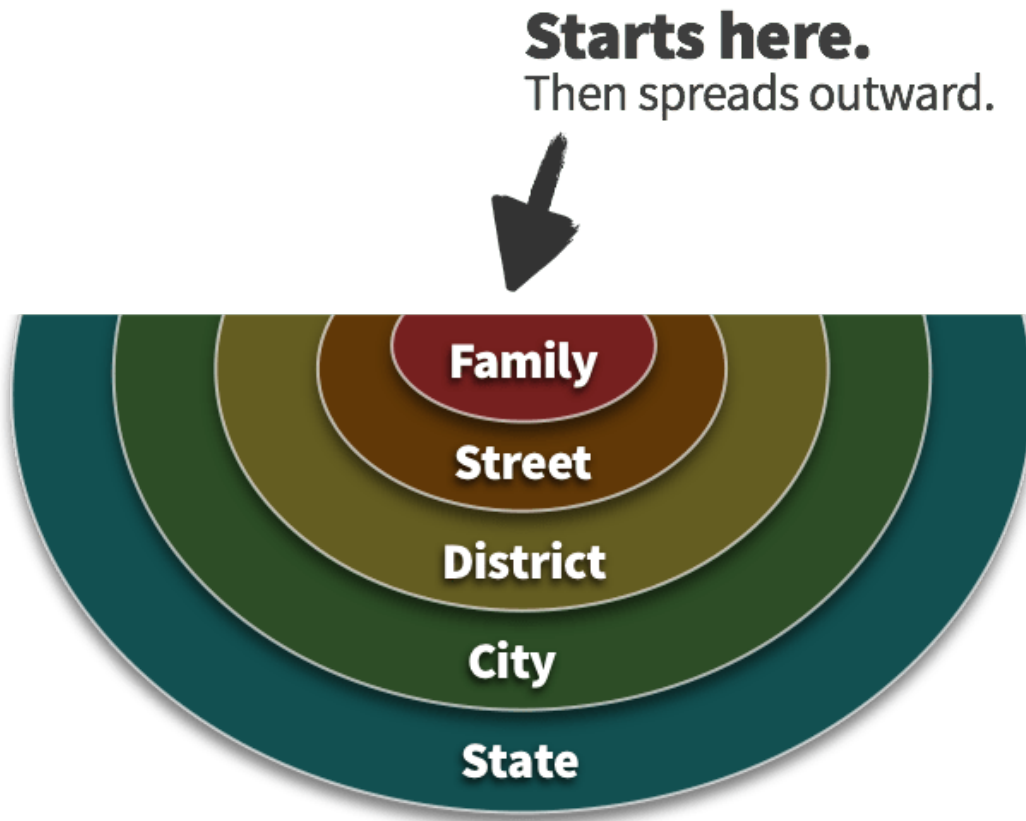 Starts here.
Then spreads outward.
Family
Street
District
City
State